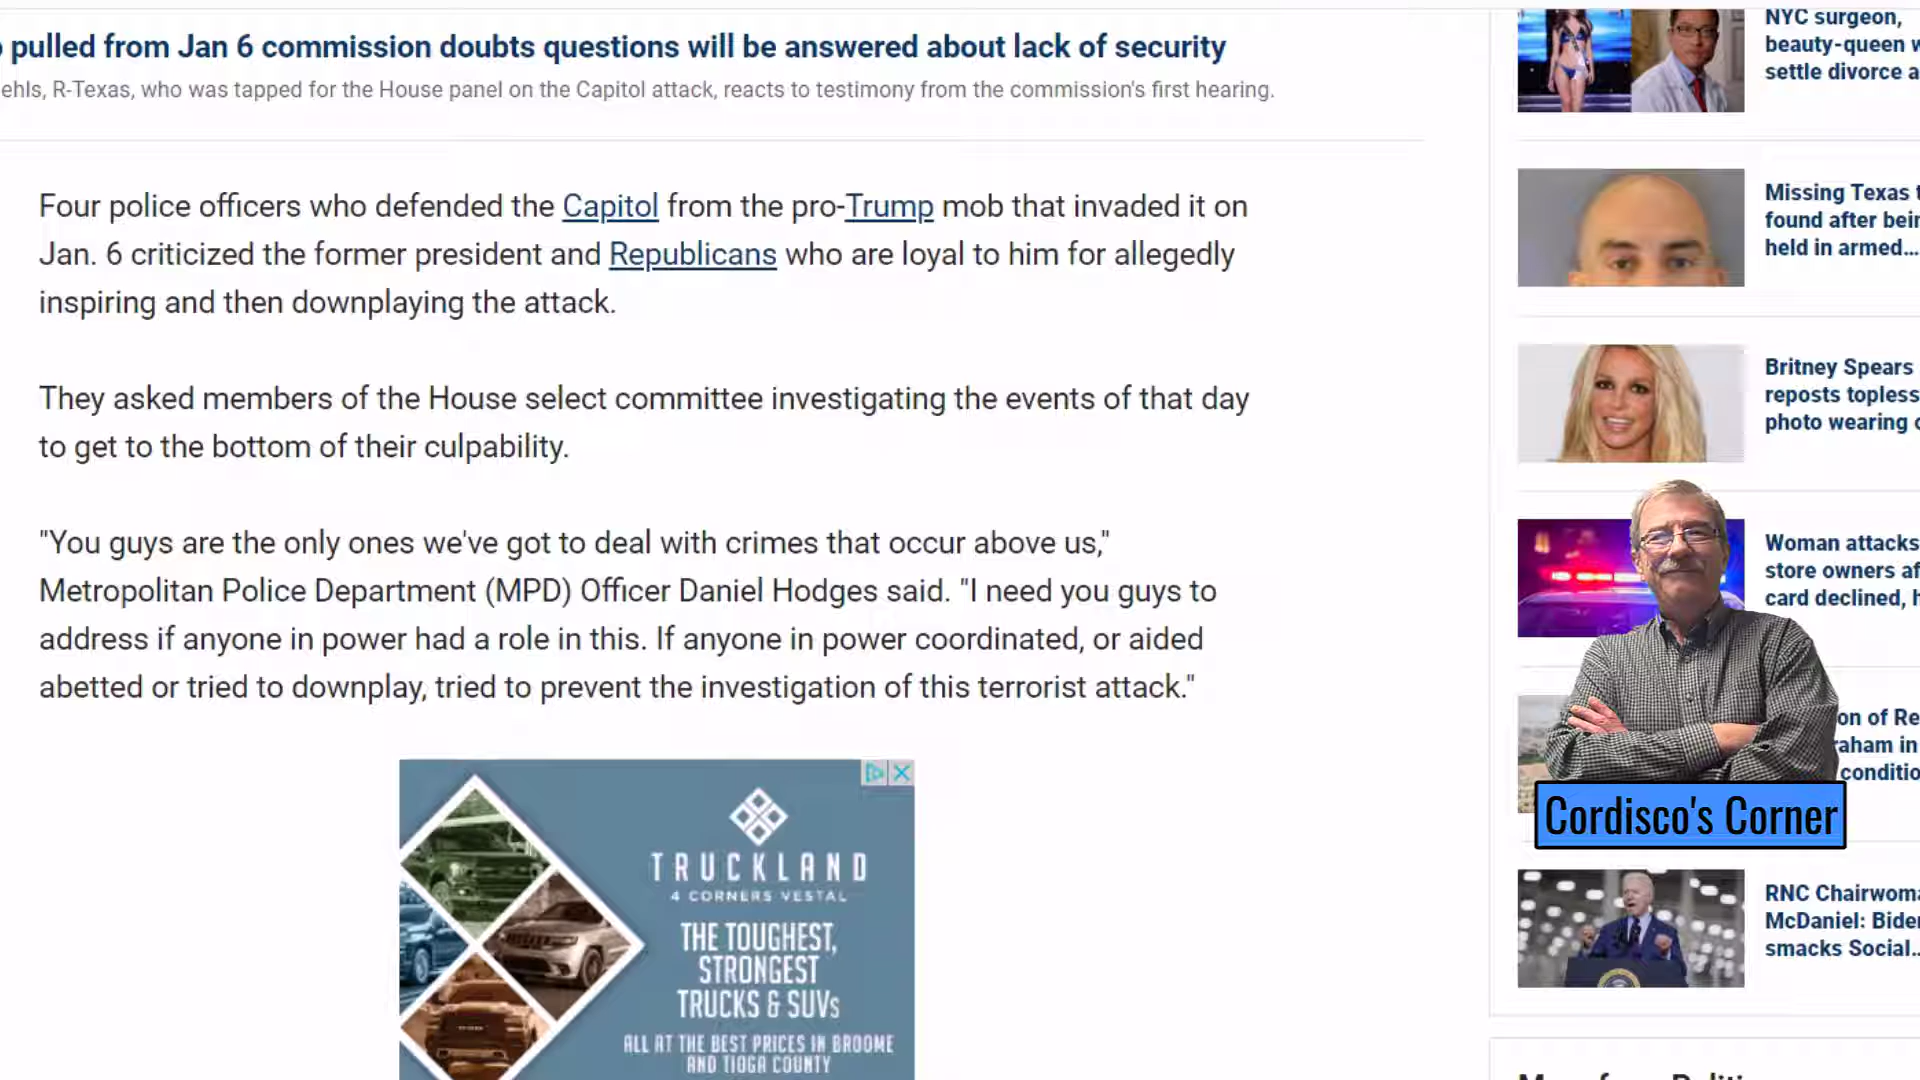 pulled from Jan 6 commission doubts questions will be answered about lack of security
ehls, R-Texas, who was tapped for the House panel on the Capitol attack, reacts to testimony from the commission's first hearing.
Four police officers who defended the Capitol from the pro-Trump mob that invaded it on
Jan. 6 criticized the former president and Republicans who are loyal to him for allegedly
inspiring and then downplaying the attack.
They asked members of the House select committee investigating the events of that day
to get to the bottom of their culpability.
"You guys are the only ones we've got to deal with crimes that occur above us,"
Metropolitan Police Department (MPD) Officer Daniel Hodges said. "I need you guys to
address if anyone in power had a role in this. If anyone in power coordinated, or aided
abetted or tried to downplay, tried to prevent the investigation of this terrorist attack."
TRUCKLAND
4 CORNERS VESTAL
THE TOUGHEST,
STRONGEST
TRUCKS & SUVs
ALL AT THE BEST PRICES IN BROOME
AND TIOGA COUNTY
NYC surgeon,
beauty-queen
settle divorce a
Missing Texas
found after bein
held in armed...
Britney Spears
reposts topless
photo wearing
Woman attacks
store owners af
card declined, h
on of Re
raham in
conditio
Cordisco's Corner
RNC Chairwoma
McDaniel: Biden
smacks Social...